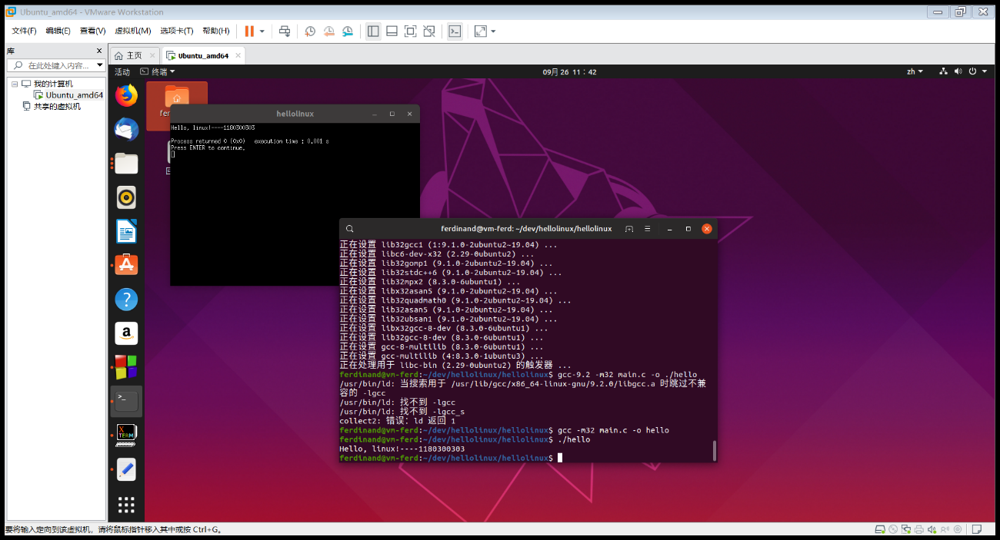 Ubuntu_amd64 - VMware Workstation
文件(F) 编辑(E) 查看(V) 虚拟机(M) 选项卡(T) 帮助(H)
库
在此处键入内容...
我的计算机
Ubuntu_amd64
共享的虚拟机
主页 Ubuntu_amd64
活动 终端 09月 26 11：42 zh
hellolinux
Hello, linux!----1180300303
Process returned 0 (0x0) execution time : 0.001 s
Press ENTER to continue.
ferdinand@vm-ferd: ~/dev/hellolinux/hellolinux
正在设置 lib32gcc1 (1:9.1.0-2ubuntu2~19.04) ...
正在设置 libc6-dev-x32 (2.29-0ubuntu2) ...
正在设置 lib32gomp1 (9.1.0-2ubuntu2~19.04) ...
正在设置 lib32stdc++6 (9.1.0-2ubuntu2~19.04) ...
正在设置 lib32mpx2 (8.3.0-6ubuntu1) ...
正在设置 libx32asan5 (9.1.0-2ubuntu2~19.04) ...
正在设置 lib32quadmath0 (9.1.0-2ubuntu2~19.04) ...
正在设置 lib32asan5 (9.1.0-2ubuntu2~19.04) ...
正在设置 lib32ubsan1 (9.1.0-2ubuntu2~19.04) ...
正在设置 libx32gcc-8-dev (8.3.0-6ubuntu1) ...
正在设置 lib32gcc-8-dev (8.3.0-6ubuntu1) ...
正在设置 gcc-8-multilib (8.3.0-6ubuntu1) ...
正在设置 gcc-multilib (4:8.3.0-1ubuntu3) ...
正在处理用于 libc-bin (2.29-0ubuntu2) 的触发器 ...
ferdinand@vm-ferd:~/dev/hellolinux/hellolinux$ gcc-9.2 -m32 main.c -o ./hello
/usr/bin/ld: 当搜索用于 /usr/lib/gcc/x86_64-linux-gnu/9.2.0/libgcc.a 时跳过不兼
容的 -lgcc
/usr/bin/ld: 找不到 -lgcc
/usr/bin/ld: 找不到 -lgcc_s
collect2: 错误：ld 返回 1
ferdinand@vm-ferd:~/dev/hellolinux/hellolinux$ gcc -m32 main.c -o hello
ferdinand@vm-ferd:~/dev/hellolinux/hellolinux$ ./hello
Hello, linux!----1180300303
ferdinand@vm-ferd:~/dev/hellolinux/hellolinux$
要将输入定向到该虚拟机，请将鼠标指针移入其中或按 Ctrl+G。